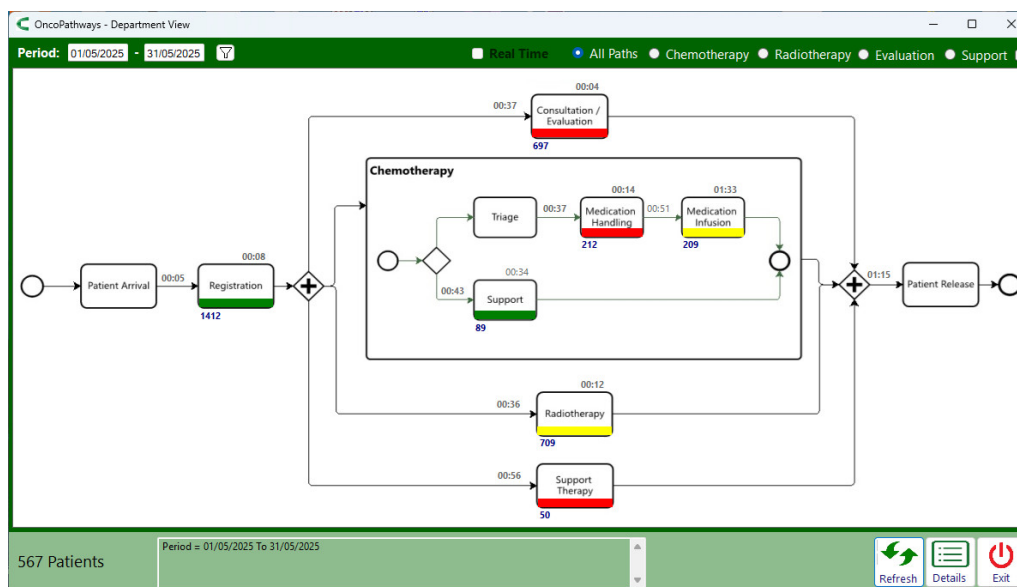 OncoPathways - Department View
Period: 01/05/2025 - 31/05/2025
Real Time
All Paths
Chemotherapy
Radiotherapy
Evaluation
Support
00:04
00:37
Consultation /
Evaluation
697
Chemotherapy
00:14
01:33
Triage
00:37
Medication
Handling
00:51
Medication
Infusion
212
209
00:34
00:43
Support
89
Patient Arrival
00:05
00:08
Registration
1412
01:15
Patient Release
00:12
00:36
Radiotherapy
709
00:56
Support
Therapy
50
567 Patients
Period = 01/05/2025 To 31/05/2025
Refresh
Details
Exit